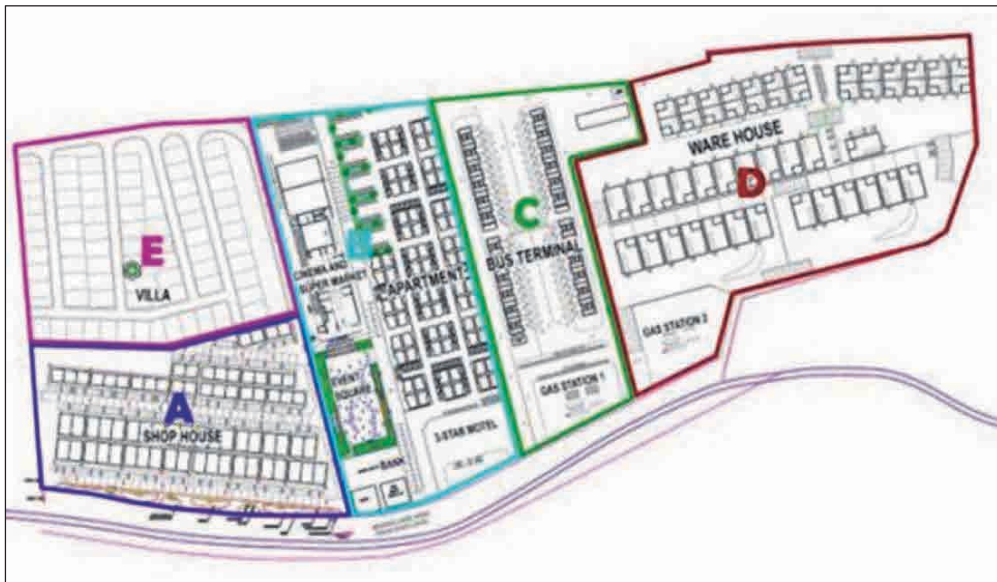 E
VILLA
A
SHOP HOUSE
B
CINEMA AND
SUPER MARKET
APARTMENT
EVENT
SQUARE
BANK
3-STAR MOTEL
C
BUS TERMINAL
GAS STATION 1
WARE HOUSE
D
GAS STATION 2